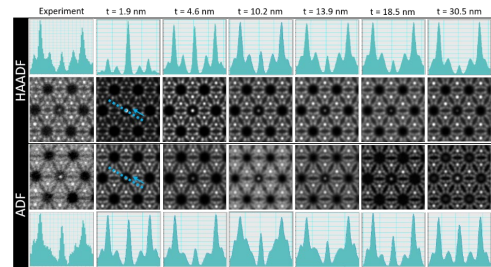 Experiment t = 1.9 nm t = 4.6 nm t = 10.2 nm t = 13.9 nm t = 18.5 nm t = 30.5 nm
HAADF
ADF